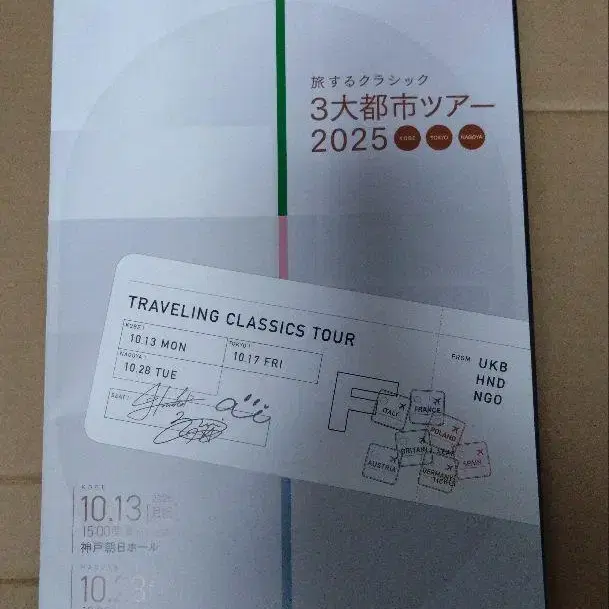 旅するクラシック
3大都市ツアー
2025 KOBE TOKYO NAGOYA
TRAVELING CLASSICS TOUR
KOBE
10.13 MON
TOKYO
10.17 FRI
NAGOYA
10.28 TUE
SEAT
FROM UKB
HND
NGO
F
ITALY
FRANCE
POLAND
BRITAIN
SPAIN
AUSTRIA
GERMANY
KOBE
10.13
15:00
神戸朝日ホール
NAGOYA
10.28